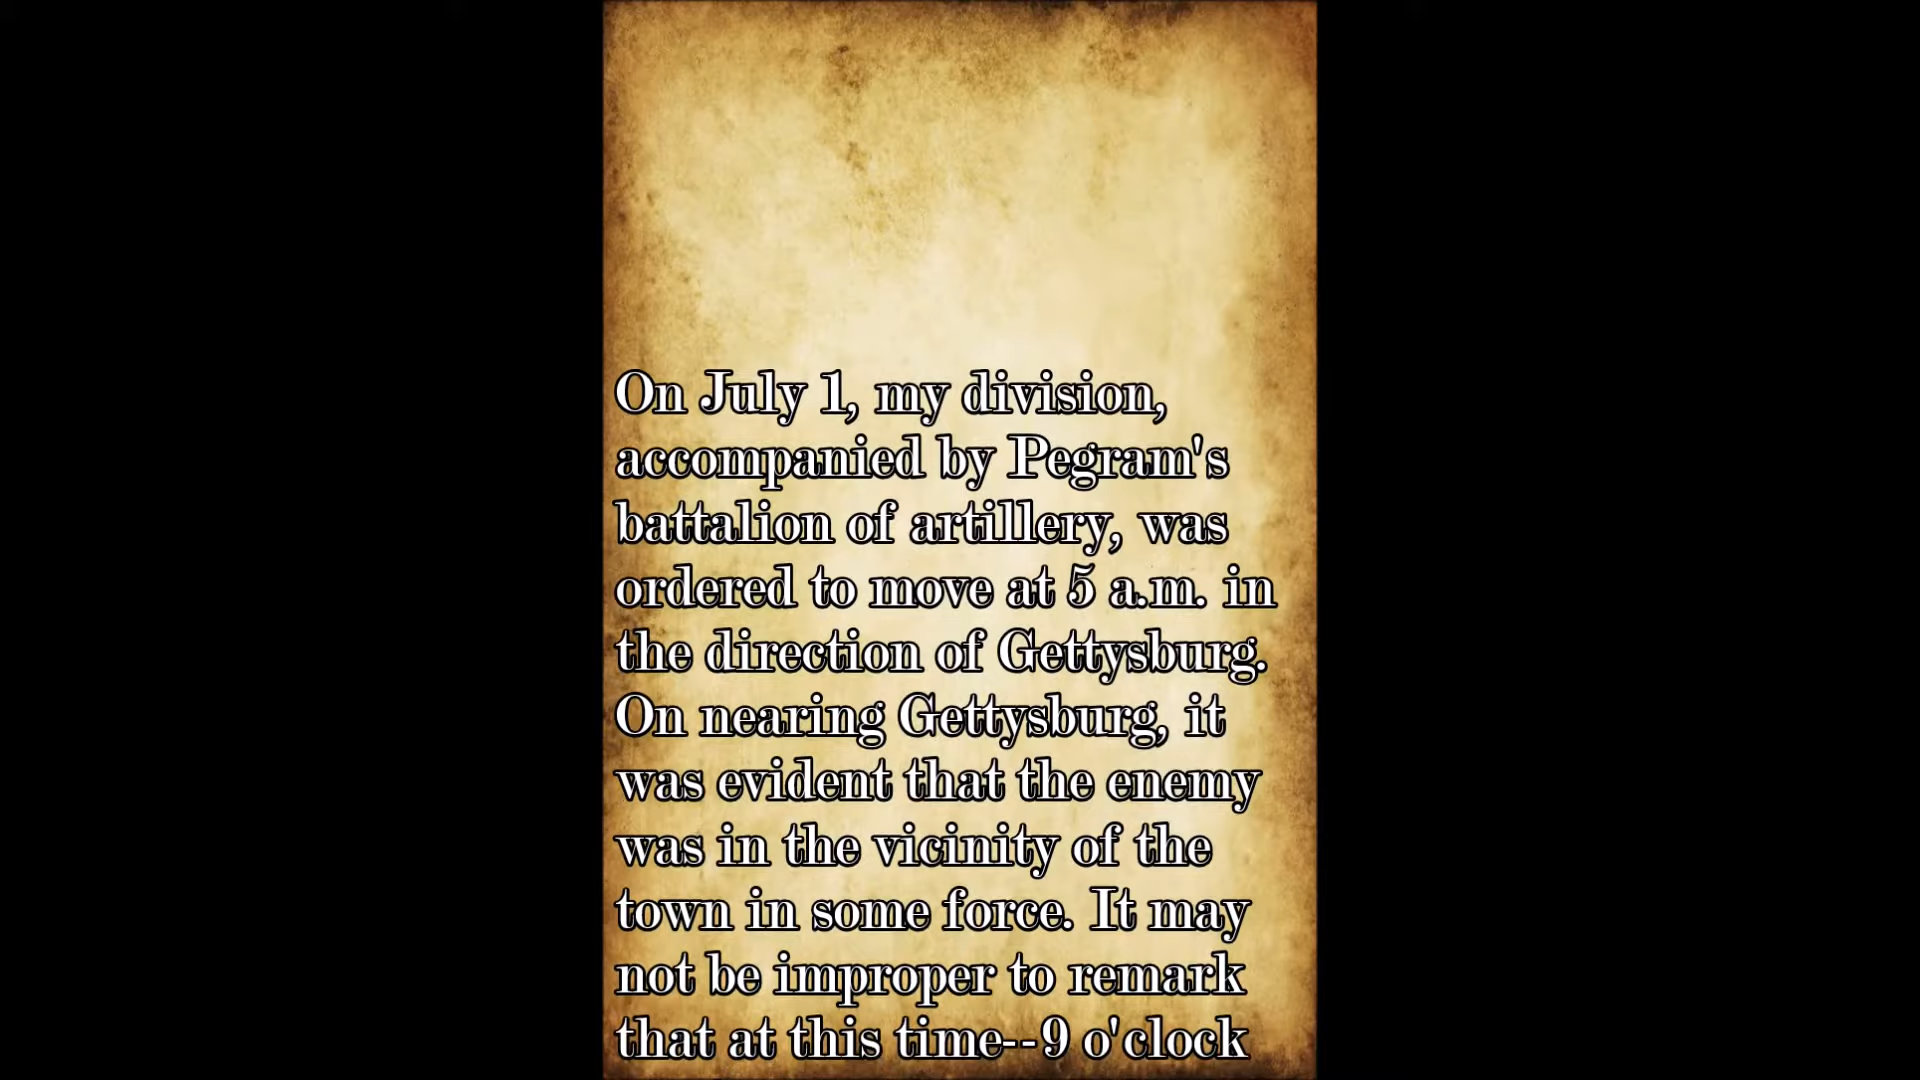 On July 1, my division,
accompanied by Pegram's
battalion of artillery, was
ordered to move at 5 a.m. in
the direction of Gettysburg.
On nearing Gettysburg, it
was evident that the enemy
was in the vicinity of the
town in some force. It may
not be improper to remark
that at this time--9 o'clock